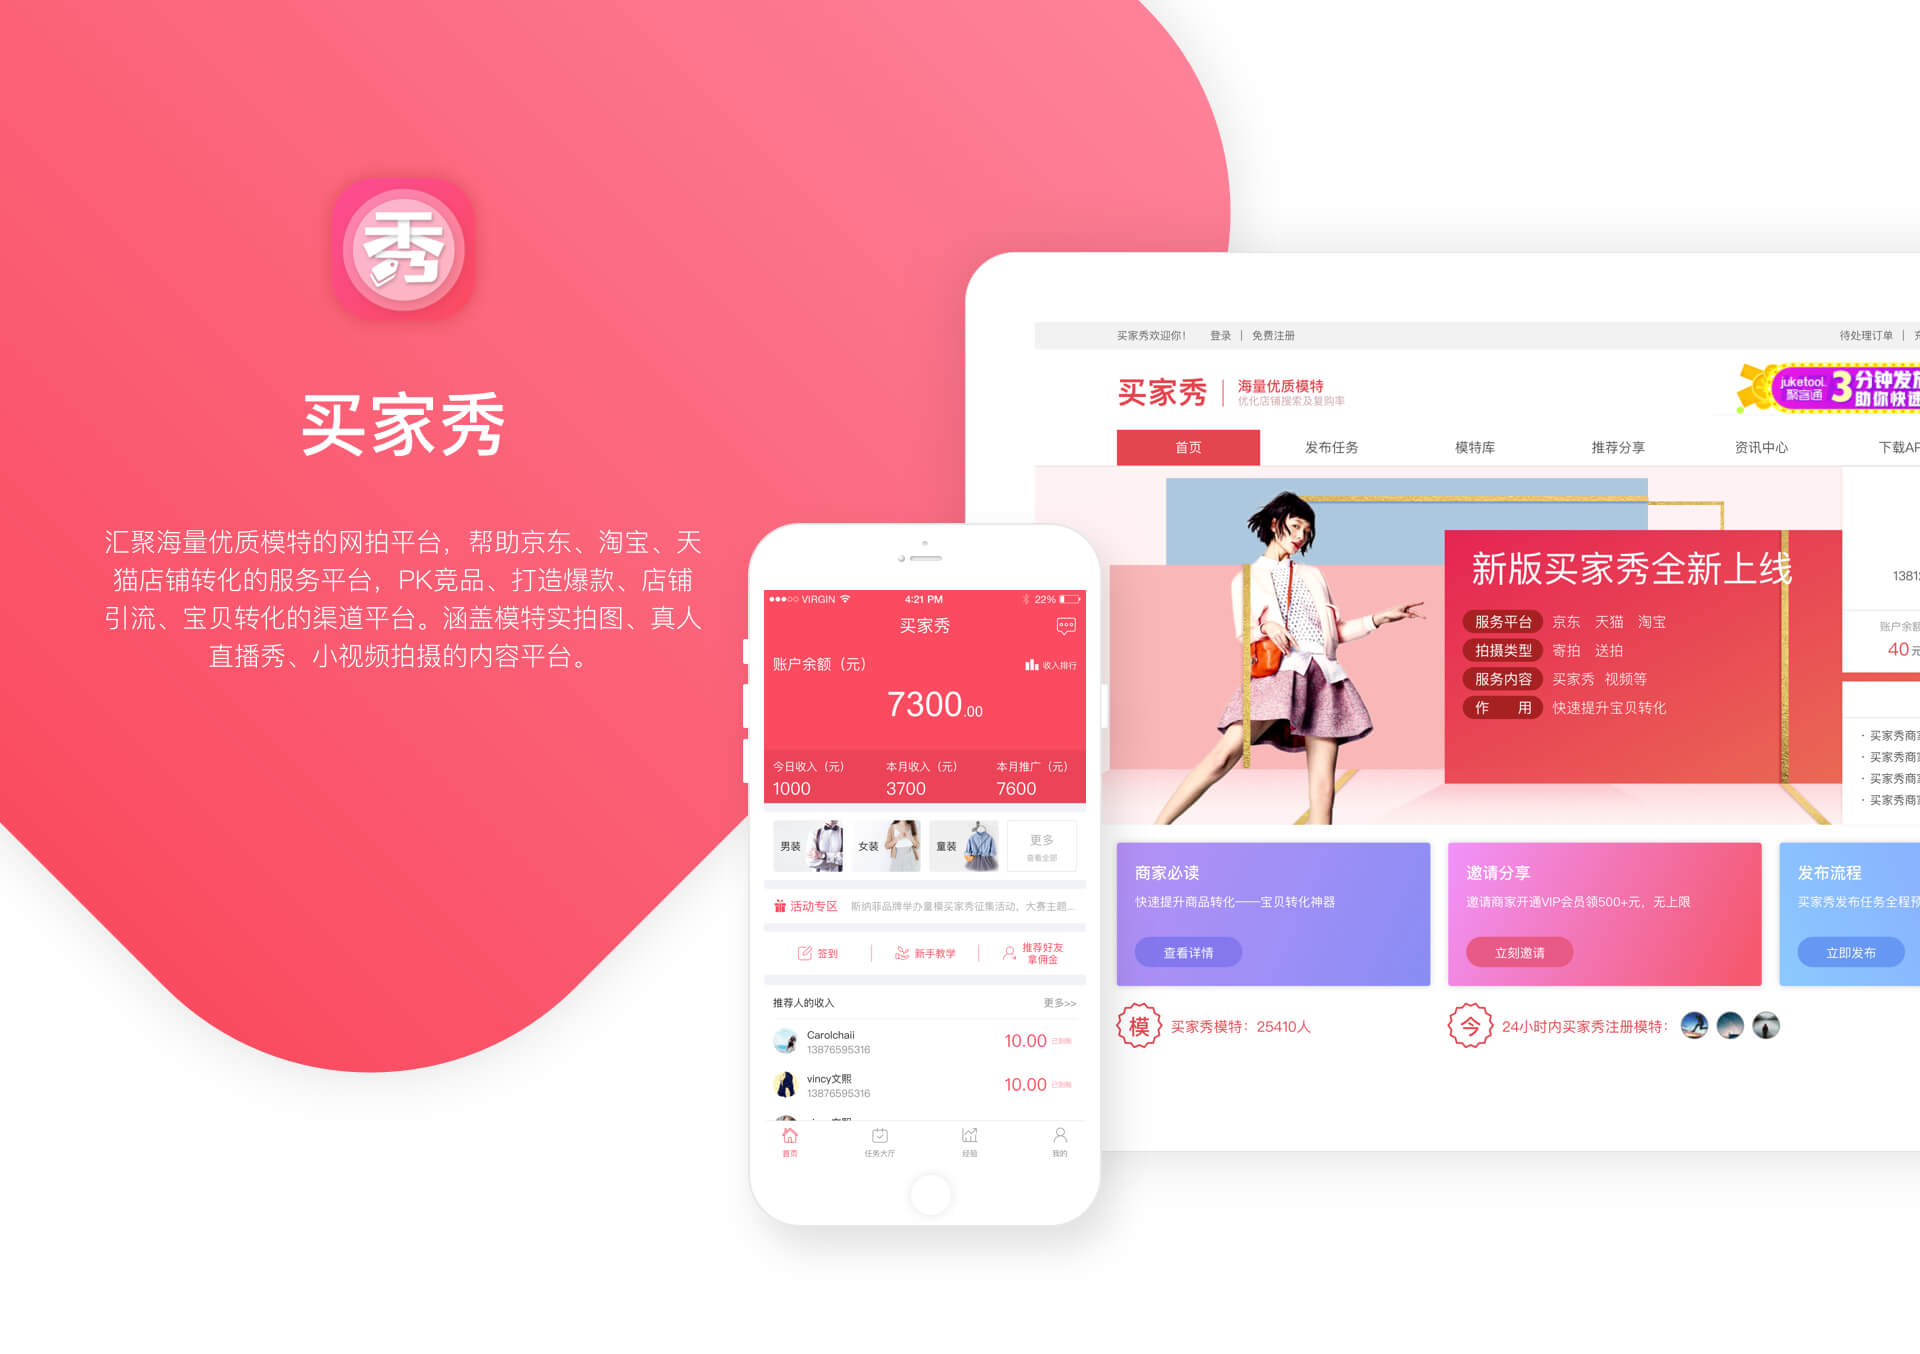 秀
买家秀
汇聚海量优质模特的网拍平台，帮助京东、淘宝、天
猫店铺转化的服务平台，PK竞品、打造爆款、店铺
引流、宝贝转化的渠道平台。涵盖模特实拍图、真人
直播秀、小视频拍摄的内容平台。
VIRGIN 4:21 PM 22%
买家秀
账户余额（元） 收入排行
7300.00
今日收入（元） 本月收入（元） 本月推广（元）
1000 3700 7600
男装 女装 童装 更多
查看全部
活动专区 斯纳菲品牌举办童模买家秀征集活动，大赛主题...
签到 新手教学 推荐好友
拿佣金
推荐人的收入 更多>>
Carolchaii
13876595316 10.00 已到账
vincy文熙
13876595316 10.00 已到账
首页 任务大厅 经验 我的
买家秀欢迎你！ 登录 | 免费注册 待处理订单 |
买家秀 海量优质模特
优化店铺搜索及复购率
juketool 聚客通 3分钟发
助你快速
首页 发布任务 模特库 推荐分享 资讯中心 下载AP
新版买家秀全新上线
服务平台 京东 天猫 淘宝
拍摄类型 寄拍 送拍
服务内容 买家秀 视频等
作 用 快速提升宝贝转化
1381
账户余额
40元
· 买家秀商家
· 买家秀商家
· 买家秀商家
· 买家秀商家
商家必读
快速提升商品转化——宝贝转化神器
查看详情
邀请分享
邀请商家开通VIP会员领500+元，无上限
立刻邀请
发布流程
买家秀发布任务全程预
立即发布
模 买家秀模特：25410人
今 24小时内买家秀注册模特：